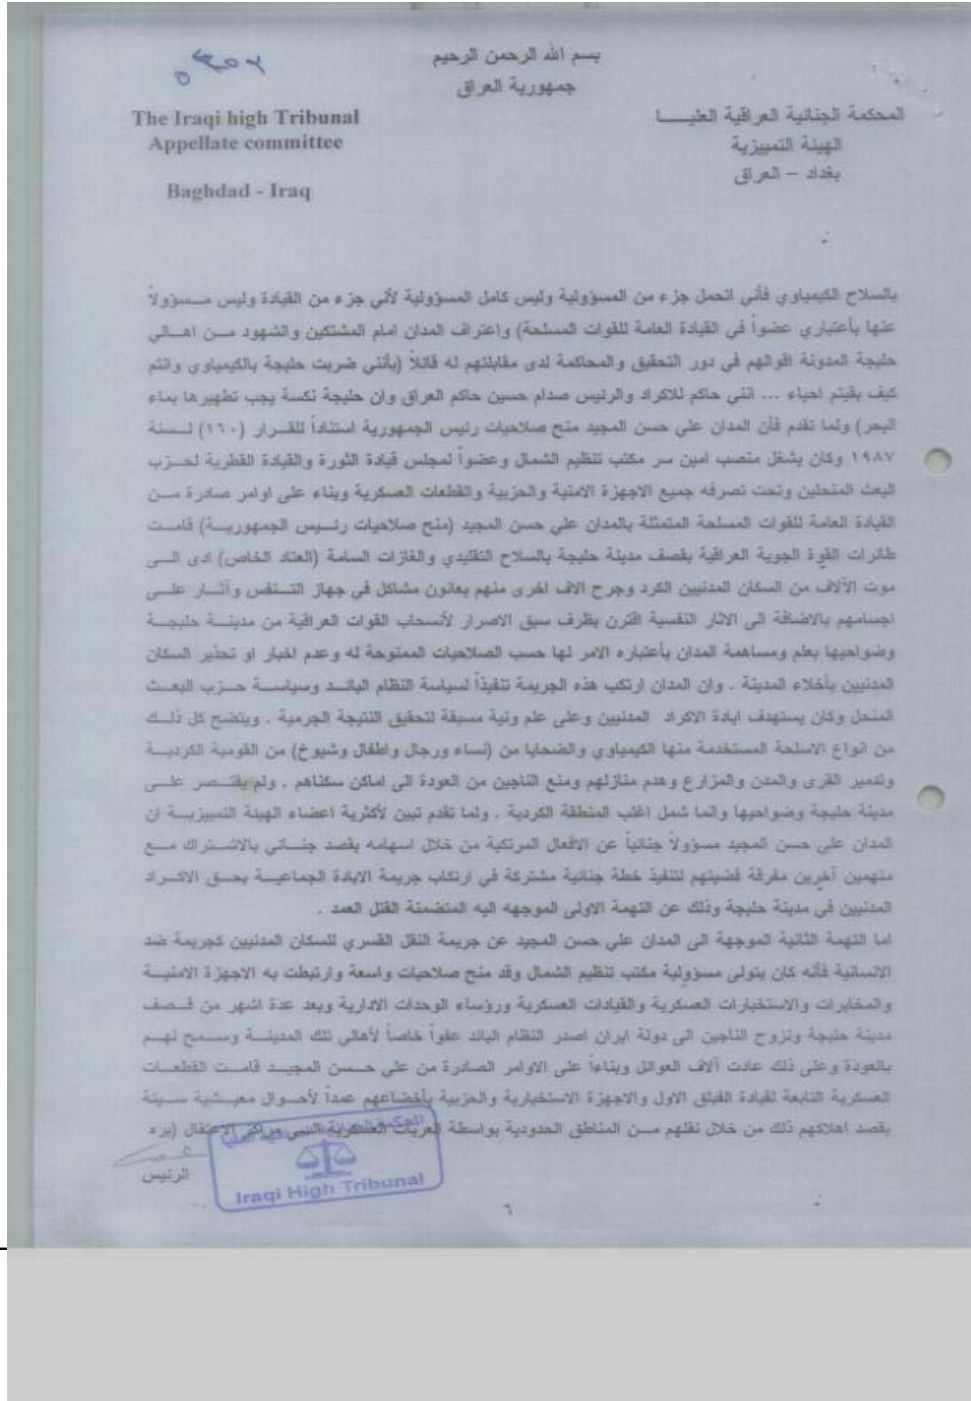 بسم الله الرحمن الرحيم
جمهورية العراق
The Iraqi high Tribunal
Appellate committee
Baghdad - Iraq
المحكمة الجنائية العراقية العليـــا
الهيئة التمييزية
بغداد – العراق
بالسلاح الكيمياوي فأني اتحمل جزء من المسؤولية وليس كامل المسؤولية لأني جزء من القيادة وليس مسؤولاً
عنها بأعتباري عضواً في القيادة العامة للقوات المسلحة) واعتراف المدان امام المشتكين والشهود من اهالي
حلبجة المدونة اقوالهم في دور التحقيق والمحاكمة لدى مقابلتهم له قائلاً (بأنني ضربت حلبجة بالكيمياوي وانتم
كيف بقيتم احياء ... انني حاكم للاكراد والرئيس صدام حسين حاكم العراق وان حلبجة نكسة يجب تطهيرها بماء
البحر) ولما تقدم فأن المدان علي حسن المجيد منح صلاحيات رئيس الجمهورية استناداً للقرار (١٦٠) لسنة
١٩٨٧ وكان يشغل منصب امين سر مكتب تنظيم الشمال وعضواً لمجلس قيادة الثورة والقيادة القطرية لحزب
البعث المنحلين وتحت تصرفه جميع الاجهزة الامنية والحزبية والقطعات العسكرية وبناء على اوامر صادرة من
القيادة العامة للقوات المسلحة المتمثلة بالمدان علي حسن المجيد (منح صلاحيات رئيس الجمهورية) قامت
طائرات القوة الجوية العراقية بقصف مدينة حلبجة بالسلاح التقليدي والغازات السامة (العتاد الخاص) ادى الى
موت الآلاف من السكان المدنيين الكرد وجرح الاف اخرى منهم يعانون مشاكل في جهاز التنفس وآثار على
اجسامهم بالاضافة الى الاثار النفسية اقترن بظرف سبق الاصرار لأنسحاب القوات العراقية من مدينة حلبجة
وضواحيها بعلم ومساهمة المدان بأعتباره الامر لها حسب الصلاحيات الممنوحة له وعدم اخبار او تحذير السكان
المدنيين بأخلاء المدينة . وان المدان ارتكب هذه الجريمة تنفيذاً لسياسة النظام البائد وسياسة حزب البعث
المنحل وكان يستهدف ابادة الاكراد المدنيين وعلى علم ونية مسبقة لتحقيق النتيجة الجرمية . ويتضح كل ذلك
من انواع الاسلحة المستخدمة منها الكيمياوي والضحايا من (نساء ورجال واطفال وشيوخ) من القومية الكردية
وتدمير القرى والمدن والمزارع وهدم منازلهم ومنع الناجين من العودة الى اماكن سكناهم . ولم يقتصر على
مدينة حلبجة وضواحيها وانما شمل اغلب المنطقة الكردية . ولما تقدم تبين لأكثرية اعضاء الهيئة التمييزية ان
المدان علي حسن المجيد مسؤولاً جنائياً عن الافعال المرتكبة من خلال اسهامه بقصد جنائي بالاشتراك مع
متهمين آخرين مفرقة قضيتهم لتنفيذ خطة جنائية مشتركة في ارتكاب جريمة الابادة الجماعية بحق الاكراد
المدنيين في مدينة حلبجة وذلك عن التهمة الاولى الموجهه اليه المتضمنة القتل العمد .
اما التهمة الثانية الموجهة الى المدان علي حسن المجيد عن جريمة النقل القسري للسكان المدنيين كجريمة ضد
الانسانية فأنه كان يتولى مسؤولية مكتب تنظيم الشمال وقد منح صلاحيات واسعة وارتبطت به الاجهزة الامنية
والمخابرات والاستخبارات العسكرية والقيادات العسكرية ورؤساء الوحدات الادارية وبعد عدة اشهر من قصف
مدينة حلبجة ونزوح الناجين الى دولة ايران اصدر النظام البائد عفواً خاصاً لأهالي تلك المدينة وسمح لهم
بالعودة وعلى ذلك عادت آلاف العوائل وبناءاً على الاوامر الصادرة من علي حسن المجيد قامت القطعات
العسكرية التابعة لقيادة الفيلق الاول والاجهزة الاستخبارية والحزبية بأخضاعهم عمداً لأحوال معيشية سيئة
بقصد اهلاكهم ذلك من خلال نقلهم من المناطق الحدودية بواسطة العربات العسكرية الى مراكز الاعتقال (بره
الرئيس
Iraqi High Tribunal
٦